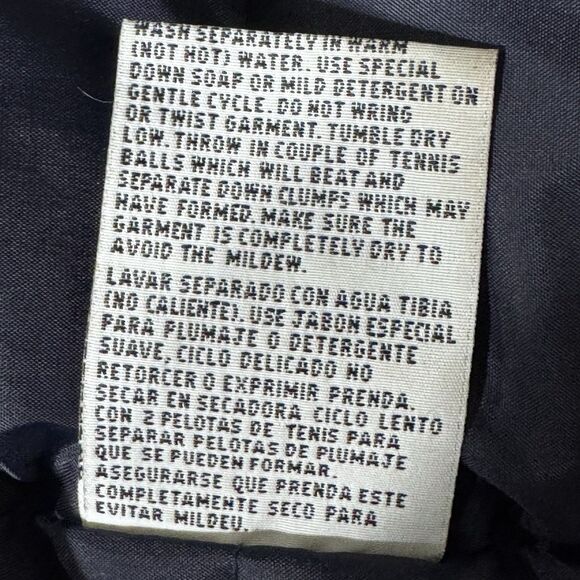 WASH SEPARATELY IN WARM
(NOT HOT) WATER. USE SPECIAL
DOWN SOAP OR MILD DETERGENT ON
GENTLE CYCLE. DO NOT WRING
OR TWIST GARMENT. TUMBLE DRY
LOW. THROW IN COUPLE OF TENNIS
BALLS WHICH WILL BEAT AND
SEPARATE DOWN CLUMPS WHICH MAY
HAVE FORMED. MAKE SURE THE
GARMENT IS COMPLETELY DRY TO
AVOID THE MILDEW.
LAVAR SEPARADO CON AGUA TIBIA
(NO CALIENTE). USE TABON ESPECIAL
PARA PLUMAJE O DETERGENTE
SUAVE, CICLO DELICADO NO
RETORCER O EXPRIMIR PRENDA.
SECAR EN SECADORA CICLO LENTO
CON 2 PELOTAS DE TENIS PARA
SEPARAR PELOTAS DE PLUMAJE
QUE SE PUEDEN FORMAR.
ASEGURARSE QUE PRENDA ESTE
COMPLETAMENTE SECO PARA
EVITAR MILDEU.